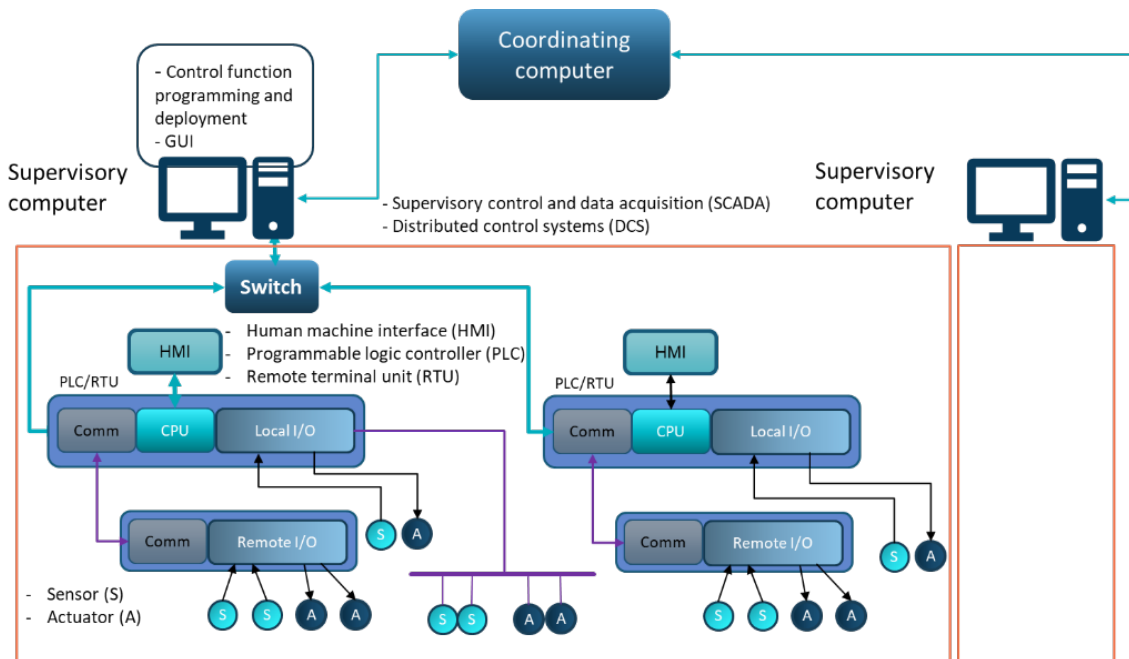 Coordinating
computer
- Control function
programming and
deployment
- GUI
Supervisory
computer
Supervisory
computer
- Supervisory control and data acquisition (SCADA)
- Distributed control systems (DCS)
Switch
- Human machine interface (HMI)
- Programmable logic controller (PLC)
- Remote terminal unit (RTU)
HMI
HMI
PLC/RTU
PLC/RTU
Comm
CPU
Local I/O
Comm
CPU
Local I/O
S
A
Comm
Remote I/O
Comm
Remote I/O
S
A
- Sensor (S)
- Actuator (A)
S
S
A
A
S
S
A
A
S
S
A
A